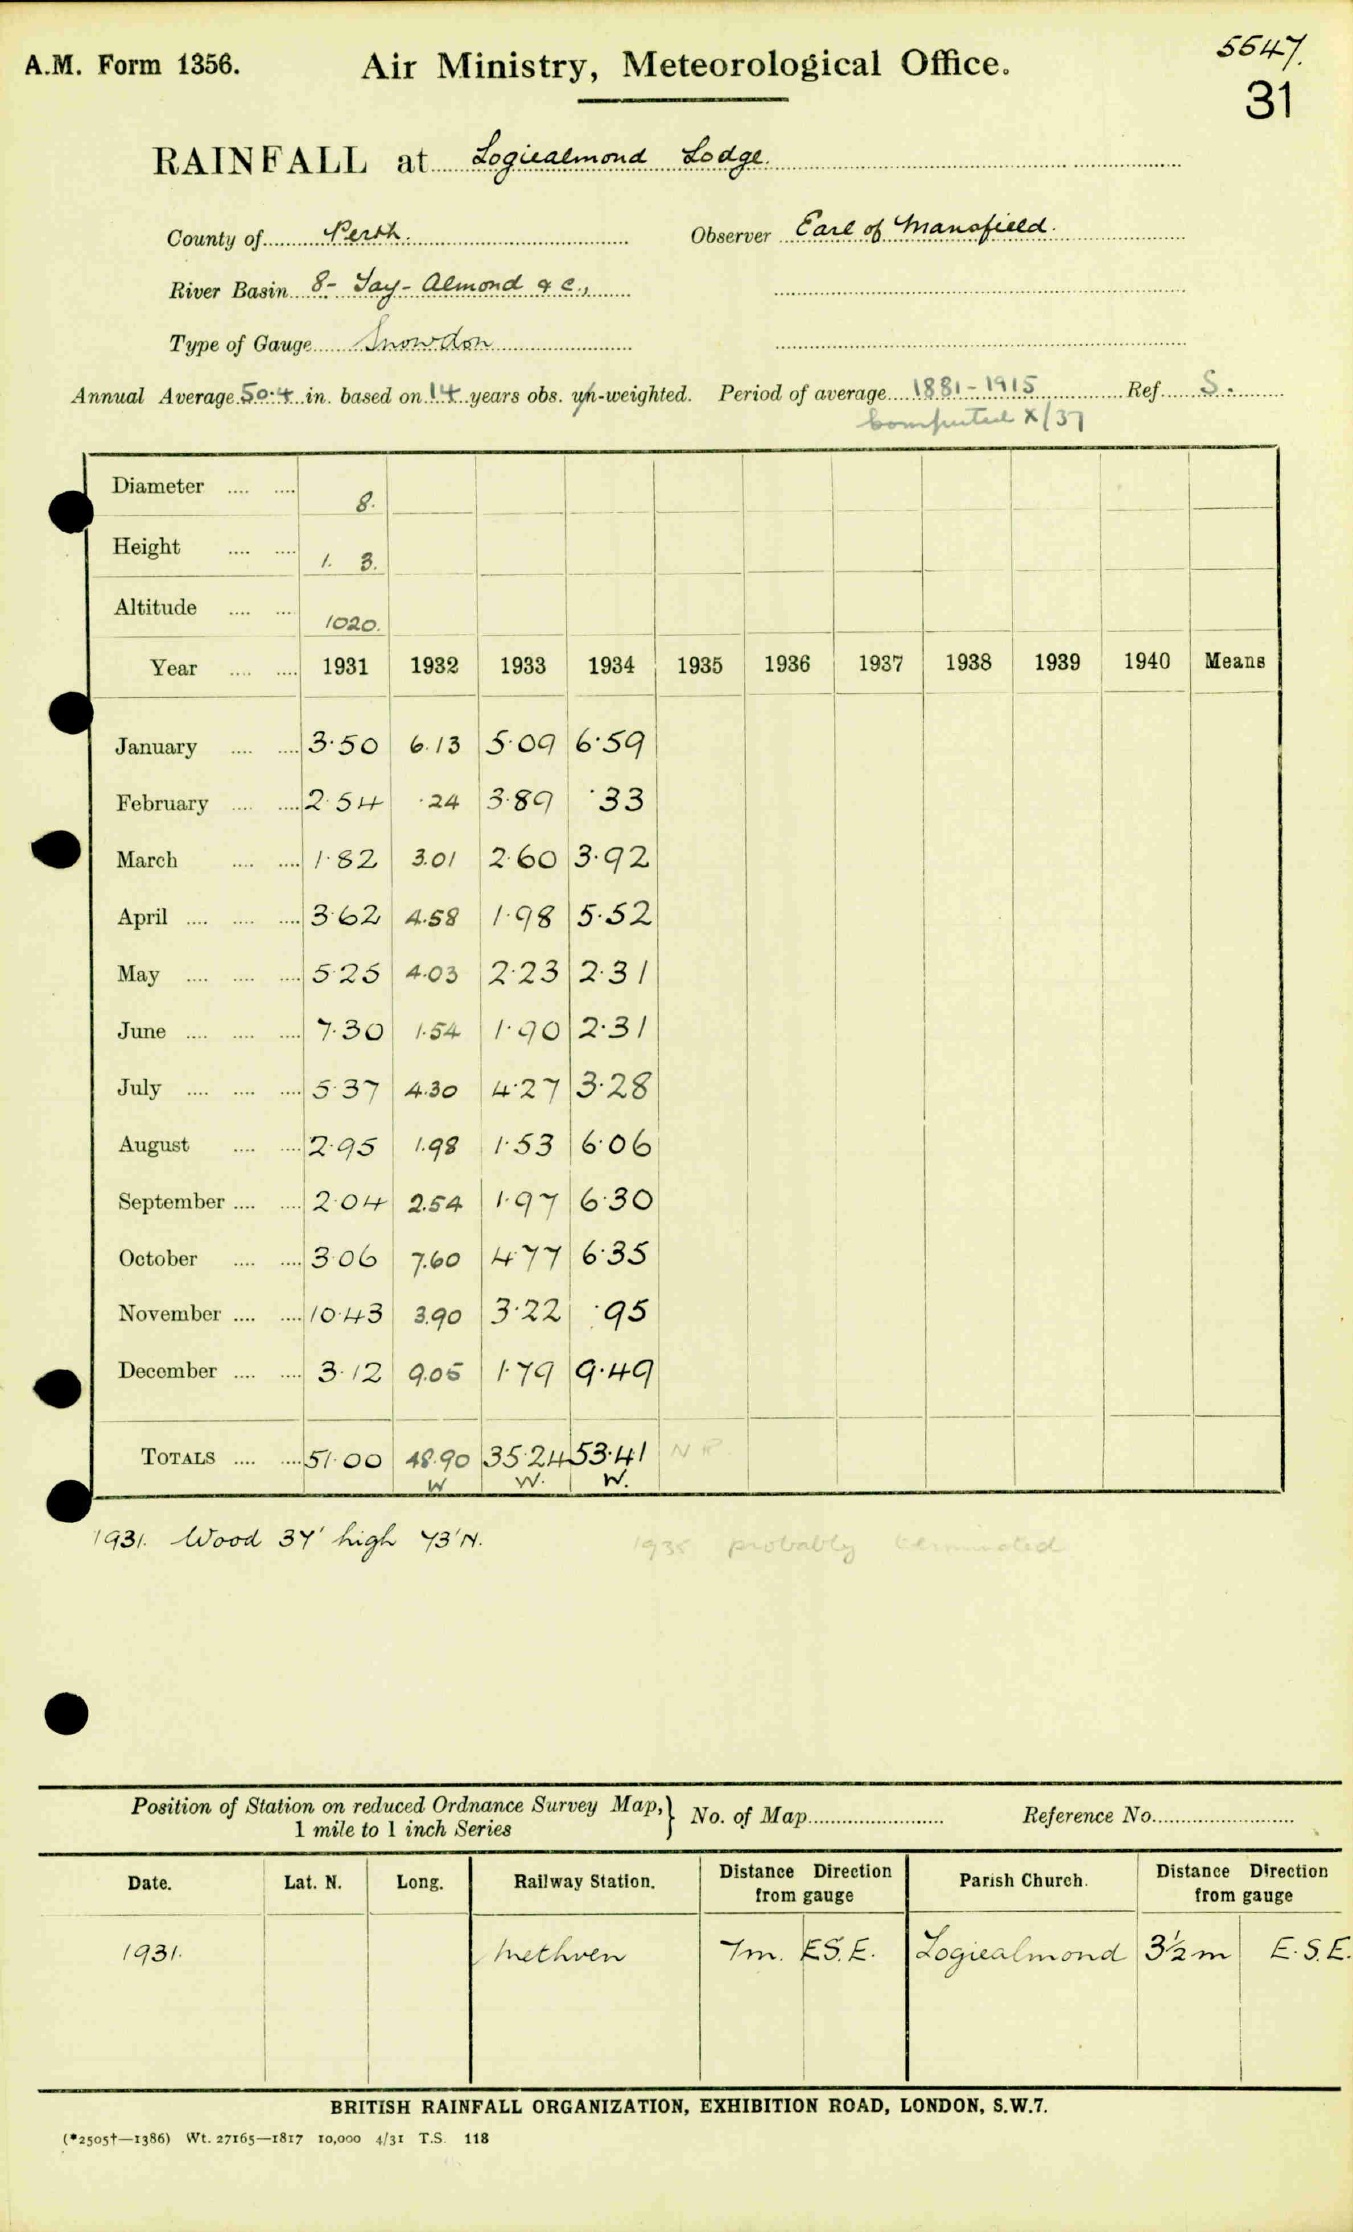 A.M. Form 1356.
Air Ministry, Meteorological Office.
5547.
31
RAINFALL at Logiealmond Lodge.
County of Perth. Observer Earl of Mansfield.
River Basin 8- Tay- Almond & c.,
Type of Gauge Snowdon
Annual Average 50.4 in. based on 14 years obs. un-weighted. Period of average 1881-1915 Ref. S.
Computed X/37
Diameter .... .... 8.
Height .... .... 1. 3.
Altitude .... .... 1020.
Year .... .... 1931 1932 1933 1934 1935 1936 1937 1938 1939 1940 Means
January .... .... 3.50 6.13 5.09 6.59
February .... .... 2.54 .24 3.89 .33
March .... .... 1.82 3.01 2.60 3.92
April .... .... .... 3.62 4.58 1.98 5.52
May .... .... .... 5.25 4.03 2.23 2.31
June .... .... .... 7.30 1.54 1.90 2.31
July .... .... .... 5.37 4.30 4.27 3.28
August .... .... 2.95 1.98 1.53 6.06
September .... .... 2.04 2.54 1.97 6.30
October .... .... 3.06 7.60 4.77 6.35
November .... .... 10.43 3.90 3.22 .95
December .... .... 3.12 9.05 1.79 9.49
TOTALS .... .... 51.00 48.90 35.24 53.41 N R.
W W. W.
1931. Wood 37' high 73' N. 1935 probably terminated
Position of Station on reduced Ordnance Survey Map, } No. of Map Reference No.
1 mile to 1 inch Series
Date. Lat. N. Long. Railway Station. Distance Direction from gauge Parish Church. Distance Direction from gauge
1931. Methven 7m. E.S.E. Logiealmond 3½m E.S.E.
BRITISH RAINFALL ORGANIZATION, EXHIBITION ROAD, LONDON, S.W.7.
(*2505†—1386) Wt. 27165—1817 10,000 4/31 T.S. 118